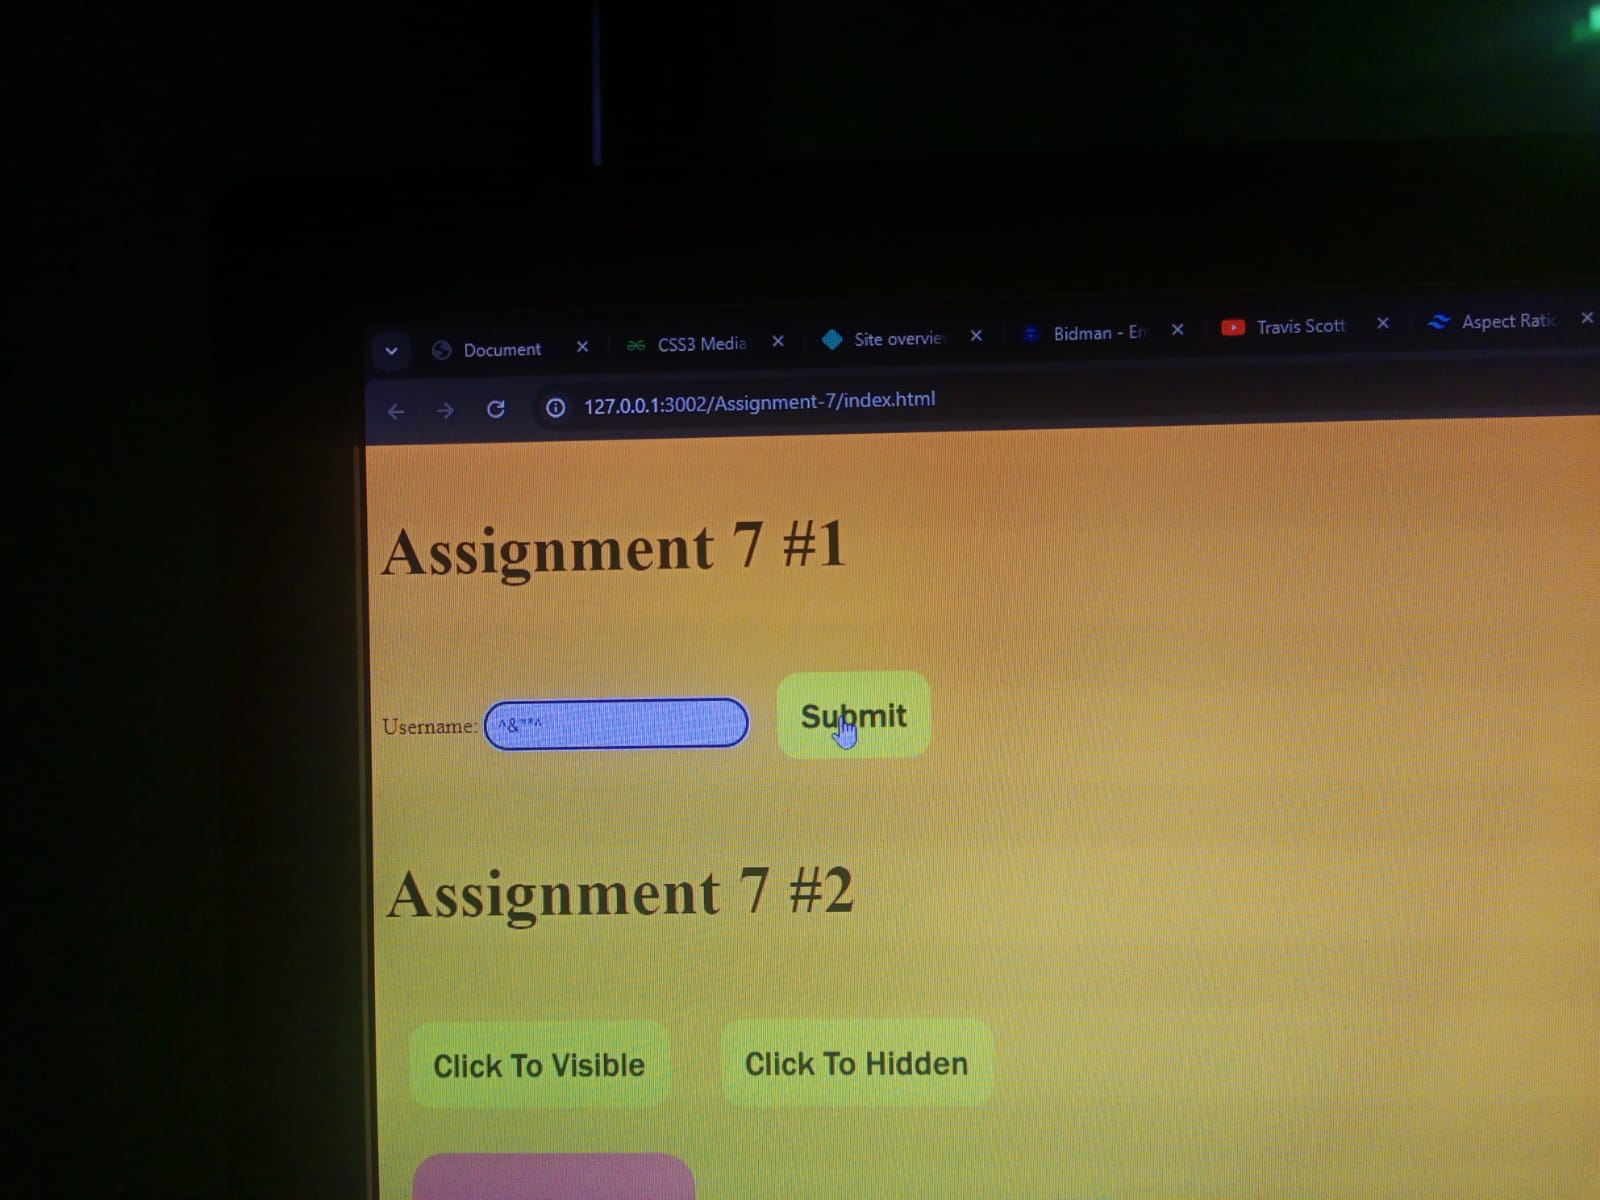 Document
CSS3 Media
Site overvie
Bidman - En
Travis Scott
Aspect Ratio
127.0.0.1:3002/Assignment-7/index.html
Assignment 7 #1
Username: ^&**^
Submit
Assignment 7 #2
Click To Visible
Click To Hidden